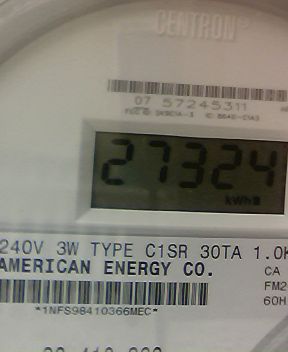 CENTRON®
07 57245311
27324
kWh
240V 3W TYPE C1SR 30TA 1.0K
AMERICAN ENERGY CO.
CA
FM2
60H
*1NFS98410366MEC*